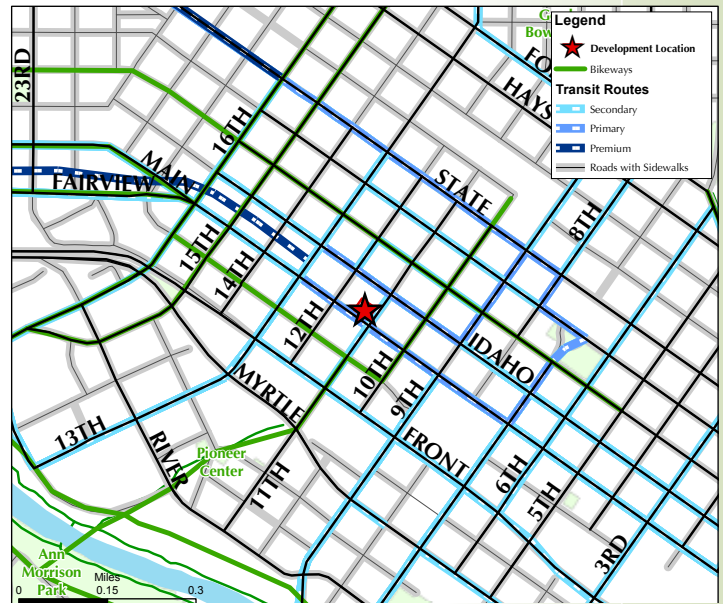 Legend
Development Location
Bikeways
Transit Routes
Secondary
Primary
Premium
Roads with Sidewalks
23RD
16TH
HAYS
MAIN
FAIRVIEW
STATE
8TH
15TH
14TH
12TH
IDAHO
10TH
9TH
MYRTLE
FRONT
13TH
RIVER
Pioneer
Center
11TH
6TH
5TH
3RD
Ann
Morrison
Park
Miles
0 0.15 0.3